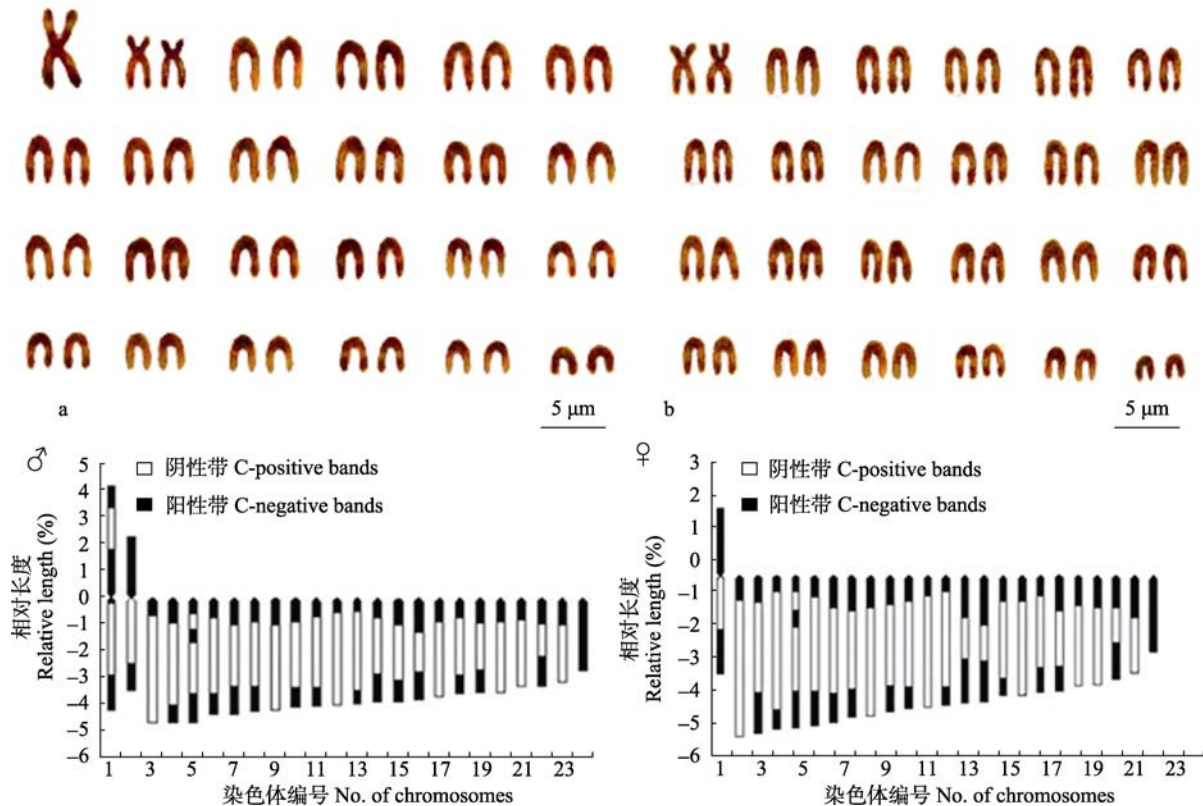 a
5 μm
b
5 μm
♂
阴性带 C-positive bands
阳性带 C-negative bands
相对长度
Relative length (%)
5
4
3
2
1
0
−1
−2
−3
−4
−5
−6
1 3 5 7 9 11 13 15 17 19 21 23
染色体编号 No. of chromosomes
♀
阴性带 C-positive bands
阳性带 C-negative bands
相对长度
Relative length (%)
3
2
1
0
−1
−2
−3
−4
−5
−6
1 3 5 7 9 11 13 15 17 19 21 23
染色体编号 No. of chromosomes